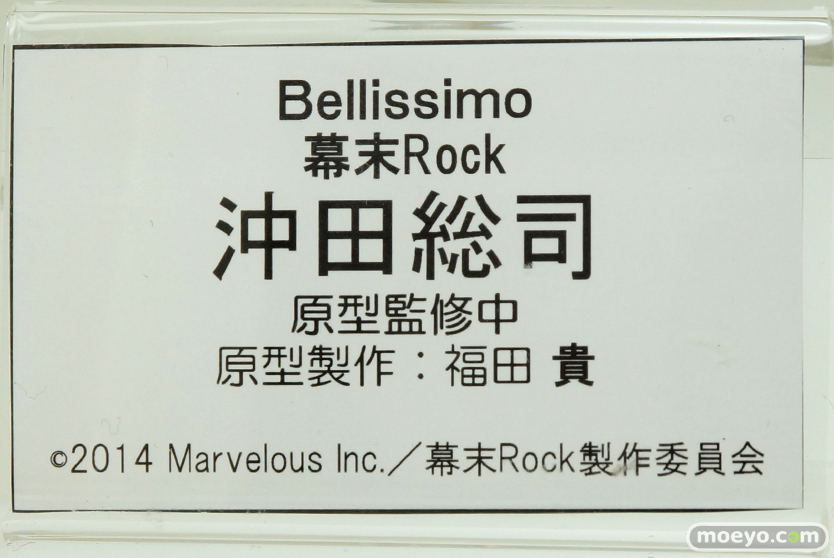 Bellissimo
幕末Rock
沖田総司
原型監修中
原型製作：福田 貴
©2014 Marvelous Inc.／幕末Rock製作委員会
moeyo.com